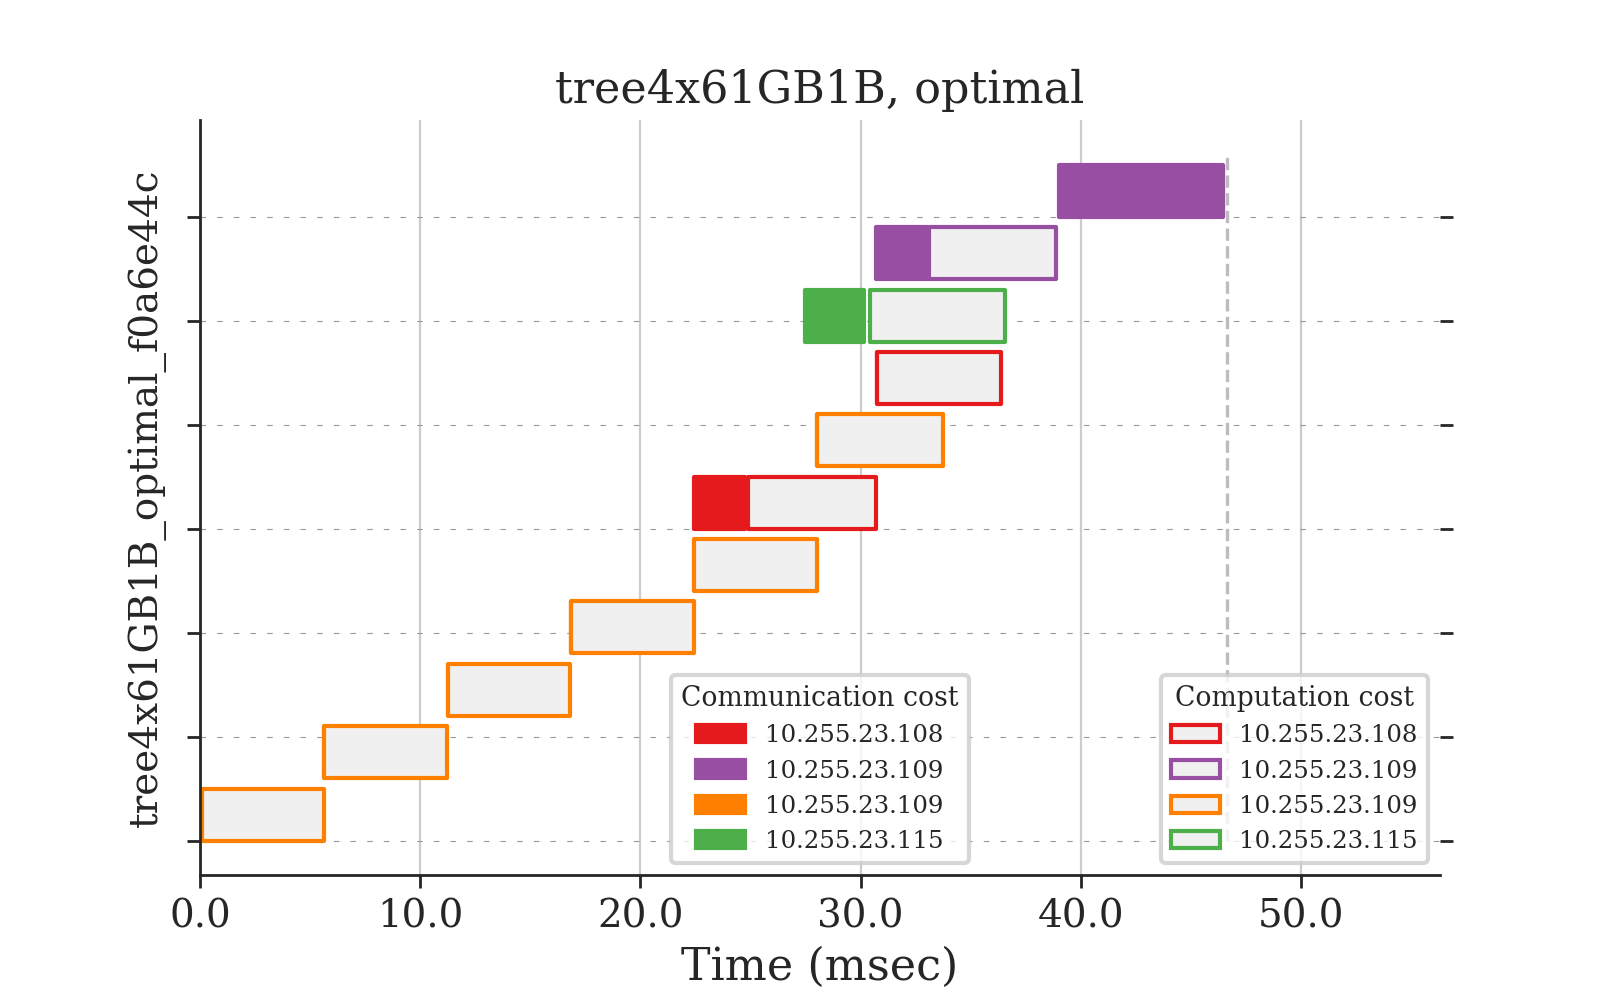 tree4x61GB1B, optimal
tree4x61GB1B_optimal_f0a6e44c
Communication cost
10.255.23.108
10.255.23.109
10.255.23.109
10.255.23.115
Computation cost
10.255.23.108
10.255.23.109
10.255.23.109
10.255.23.115
0.0 10.0 20.0 30.0 40.0 50.0
Time (msec)